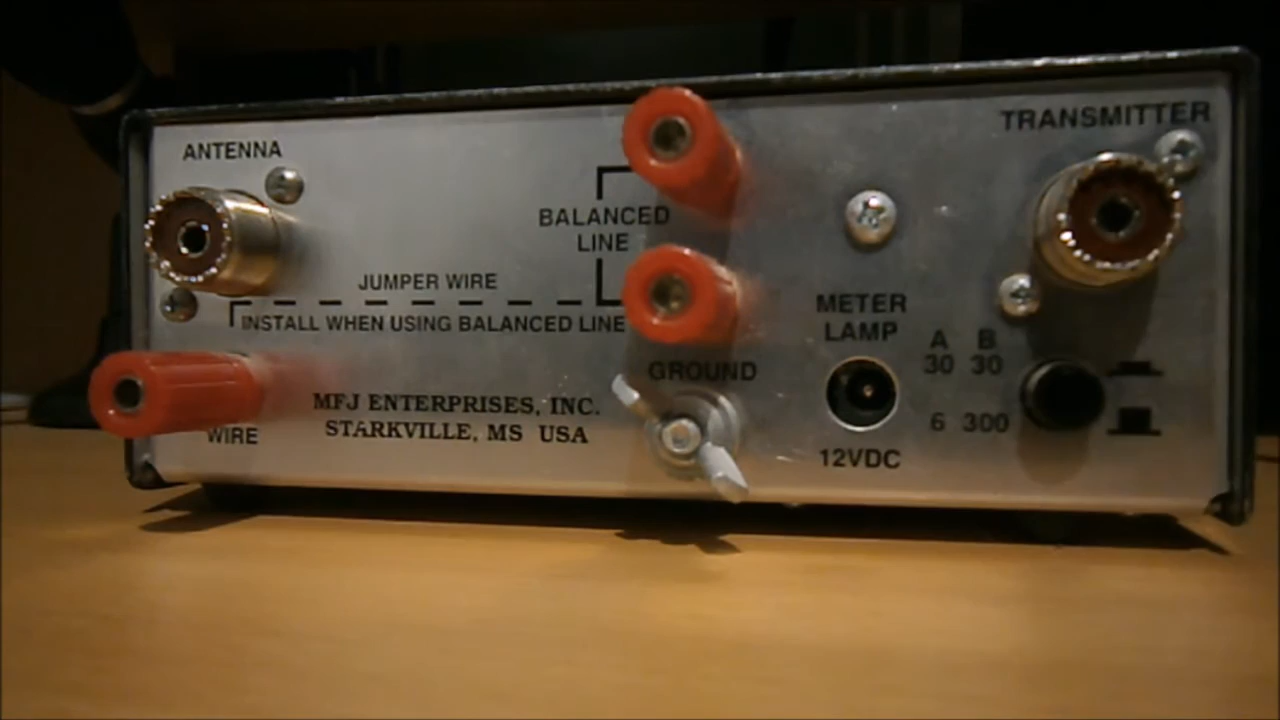 ANTENNA
TRANSMITTER
BALANCED
LINE
JUMPER WIRE
INSTALL WHEN USING BALANCED LINE
METER
LAMP
A B
30 30
GROUND
MFJ ENTERPRISES, INC.
STARKVILLE, MS USA
6 300
WIRE
12VDC